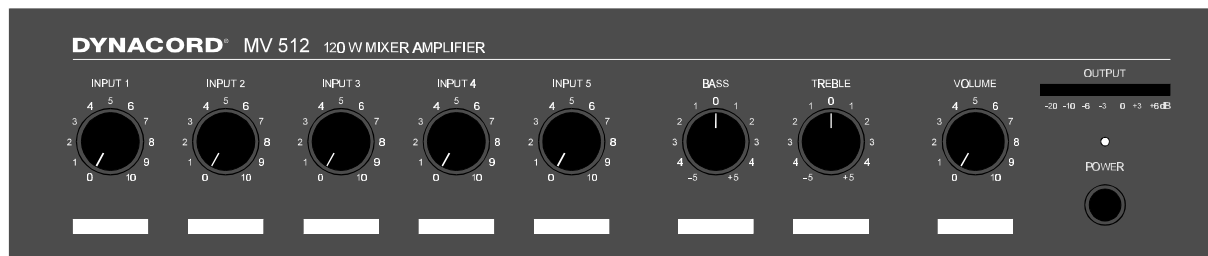 DYNACORD® MV 512 120 W MIXER AMPLIFIER
INPUT 1 INPUT 2 INPUT 3 INPUT 4 INPUT 5 BASS TREBLE VOLUME OUTPUT
0 1 2 3 4 5 6 7 8 9 10
0 1 2 3 4 5 6 7 8 9 10
0 1 2 3 4 5 6 7 8 9 10
0 1 2 3 4 5 6 7 8 9 10
0 1 2 3 4 5 6 7 8 9 10
-5 4 3 2 1 0 1 2 3 4 +5
-5 4 3 2 1 0 1 2 3 4 +5
0 1 2 3 4 5 6 7 8 9 10
-20 -10 -6 -3 0 +3 +6 dB
POWER